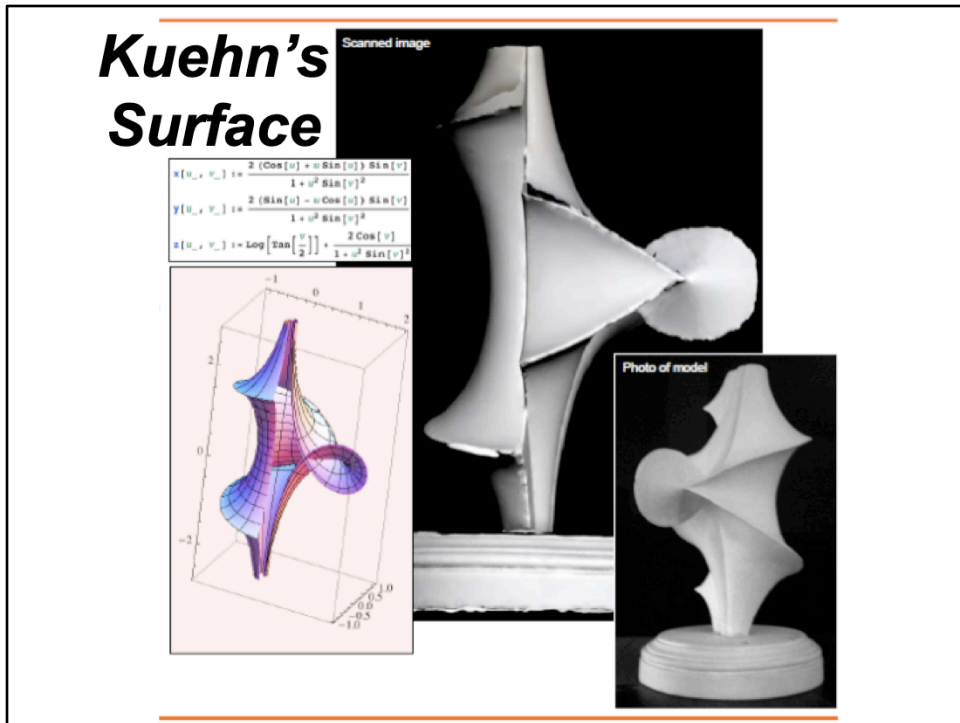 Kuehn's
Surface
Scanned image
x[u_, v_] := 2 (Cos[u] + u Sin[u]) Sin[v] / 1 + u² Sin[v]²
y[u_, v_] := 2 (Sin[u] - u Cos[u]) Sin[v] / 1 + u² Sin[v]²
z[u_, v_] := Log[Tan[v/2]] + 2 Cos[v] / 1 + u² Sin[v]²
-1
0
1
2
2
0
-2
1.0
0.5
0.0
-0.5
-1.0
Photo of model